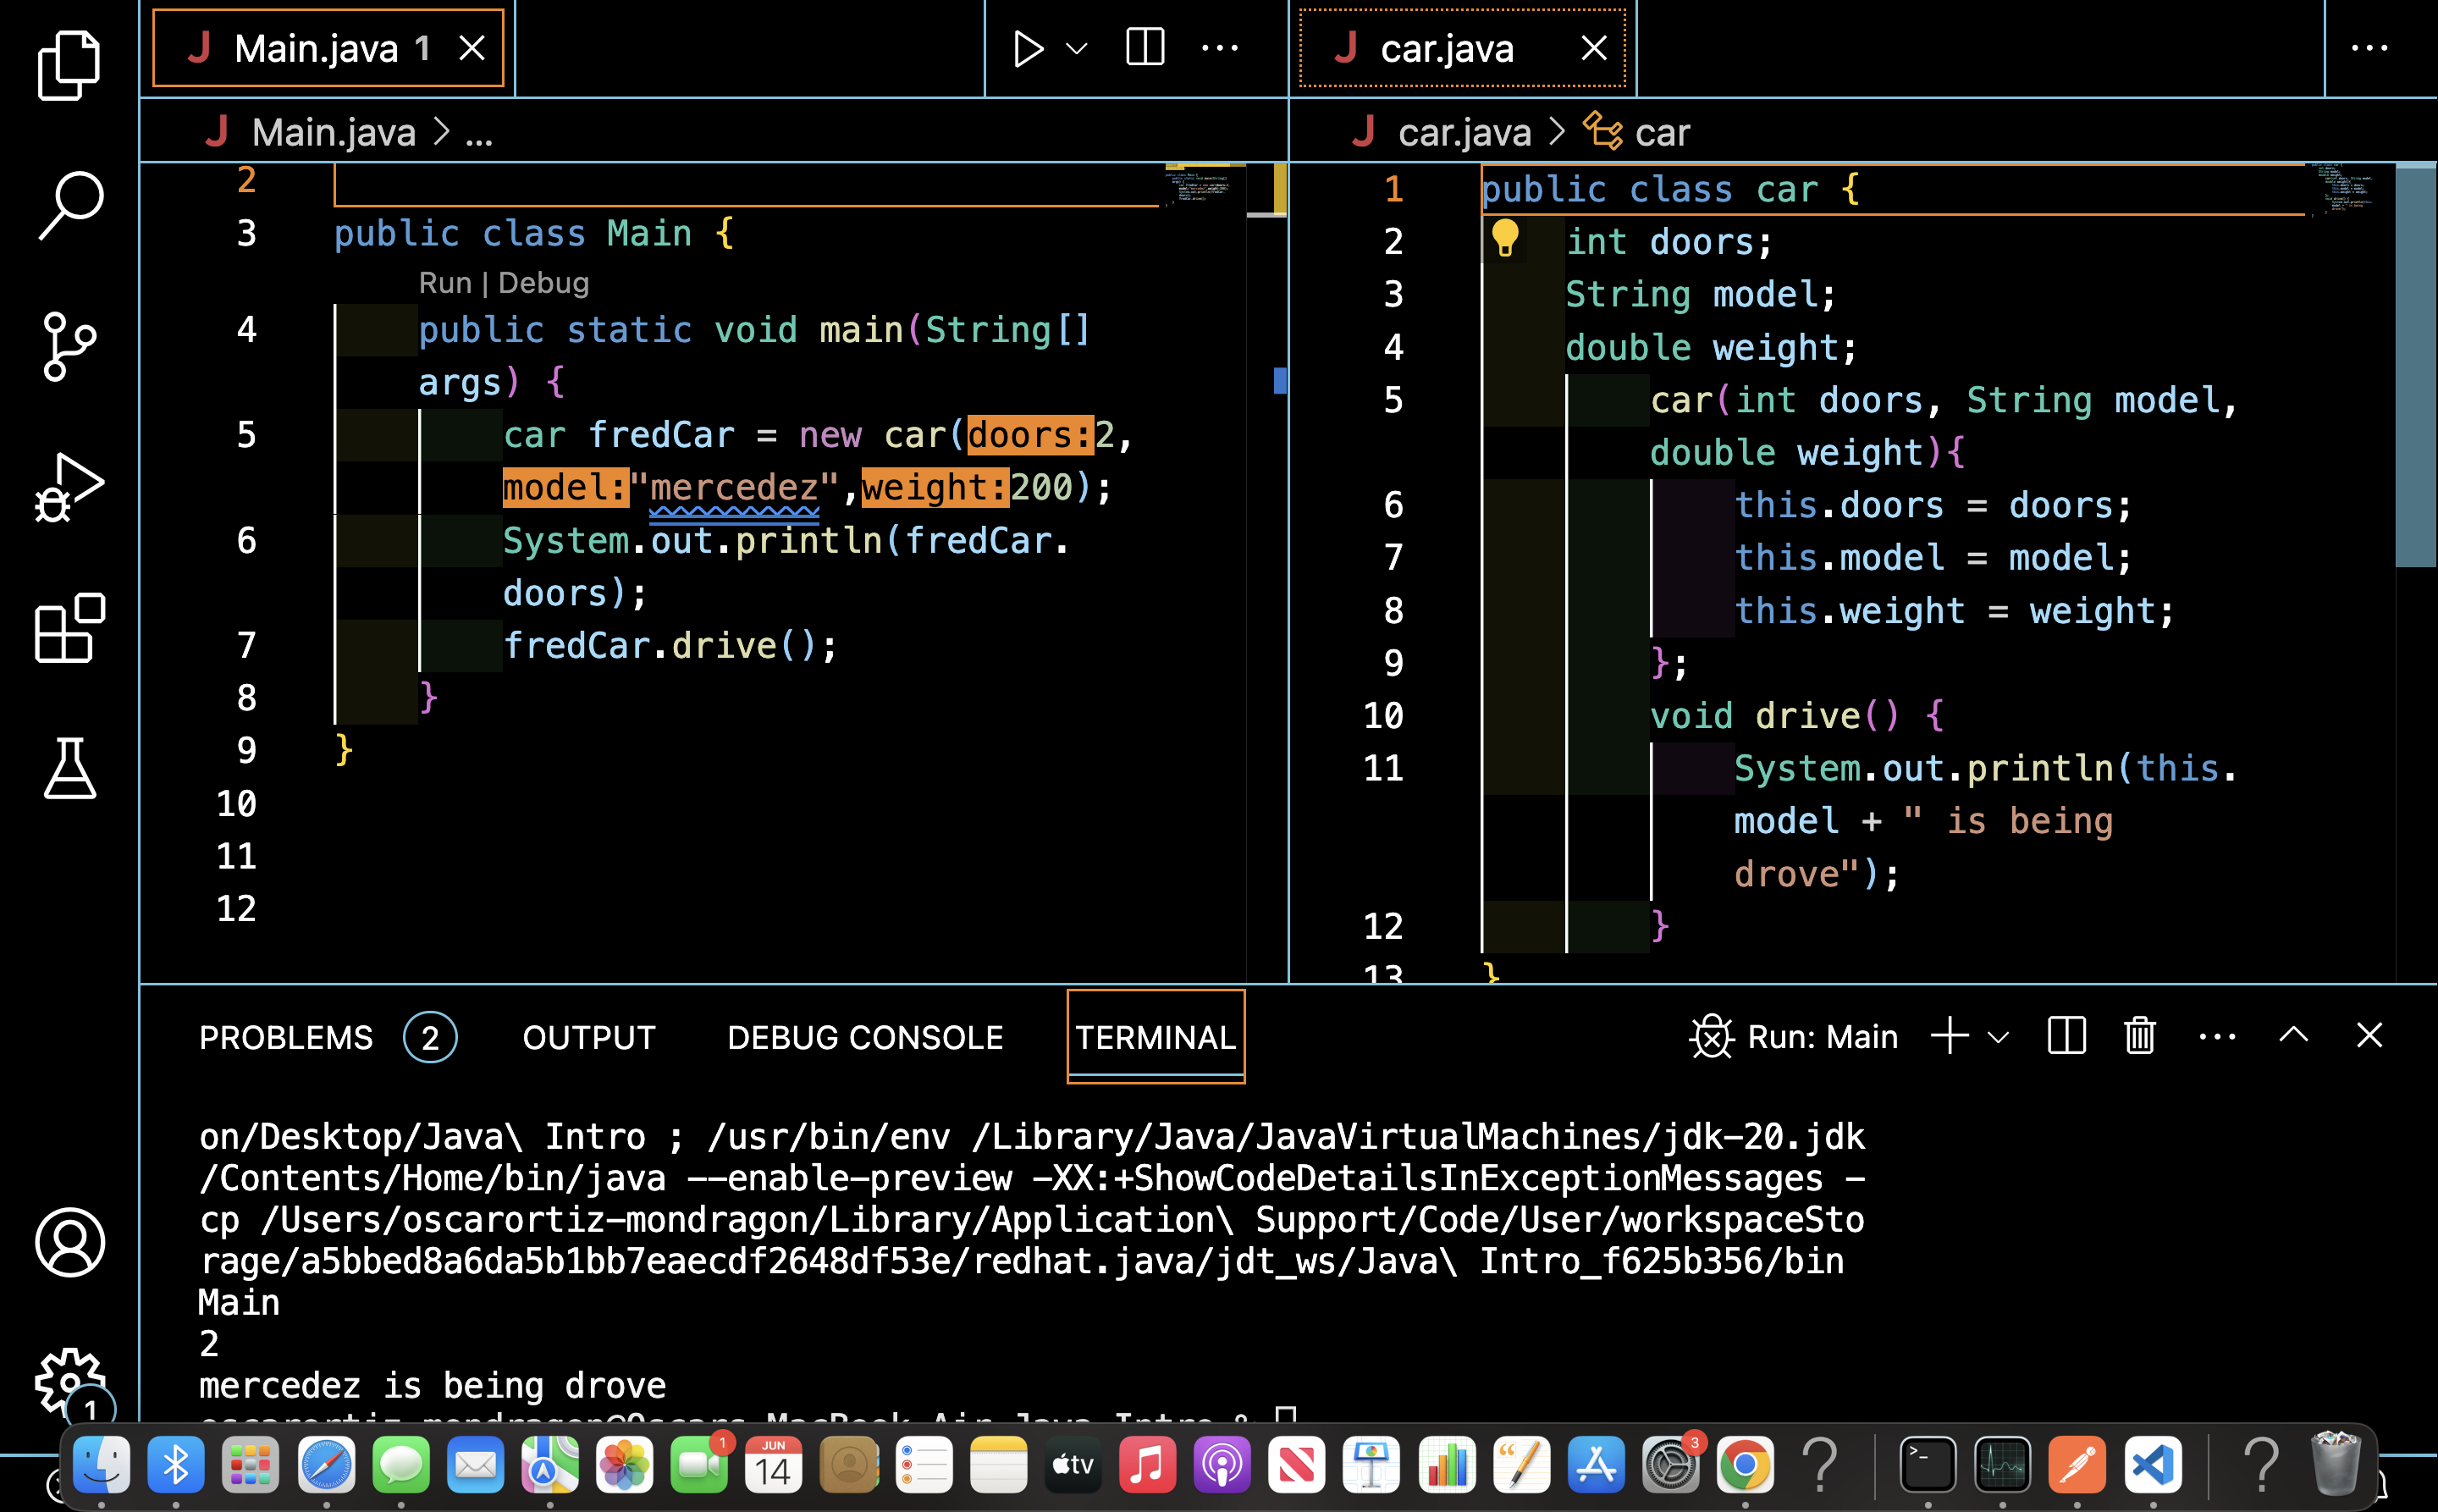 Main.java 1
car.java
Main.java > ...
car.java > car
2
3 public class Main {
Run | Debug
4 public static void main(String[]
args) {
5 car fredCar = new car(doors:2,
model:"mercedez",weight:200);
6 System.out.println(fredCar.
doors);
7 fredCar.drive();
8 }
9 }
10
11
12
1 public class car {
2 int doors;
3 String model;
4 double weight;
5 car(int doors, String model,
double weight){
6 this.doors = doors;
7 this.model = model;
8 this.weight = weight;
9 };
10 void drive() {
11 System.out.println(this.
model + " is being
drove");
12 }
13 }
PROBLEMS 2 OUTPUT DEBUG CONSOLE TERMINAL Run: Main
on/Desktop/Java\ Intro ; /usr/bin/env /Library/Java/JavaVirtualMachines/jdk-20.jdk
/Contents/Home/bin/java --enable-preview -XX:+ShowCodeDetailsInExceptionMessages -
cp /Users/oscarortiz-mondragon/Library/Application\ Support/Code/User/workspaceSto
rage/a5bbed8a6da5b1bb7eaecdf2648df53e/redhat.java/jdt_ws/Java\ Intro_f625b356/bin
Main
2
mercedez is being drove
oscarortiz-mondragon@Oscars-MacBook-Air Java Intro %
1
1
JUN
14
tv
3